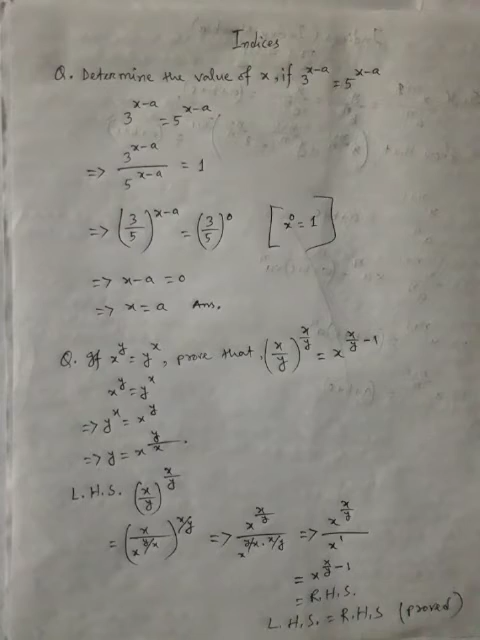 Indices
Q. Determine the value of x, if 3^(x-a) = 5^(x-a)
3^(x-a) = 5^(x-a)
=> 3^(x-a) / 5^(x-a) = 1
=> (3/5)^(x-a) = (3/5)^0 [x^0 = 1]
=> x-a = 0
=> x = a Ans.
Q. If x^y = y^x, prove that (x/y)^(x/y) = x^(x/y - 1)
x^y = y^x
=> y^x = x^y
=> y = x^(y/x).
L.H.S. (x/y)^(x/y)
= (x / x^(y/x))^(x/y) => x^(x/y) / x^(y/x · x/y) => x^(x/y) / x^1
= x^(x/y - 1)
= R.H.S.
L.H.S. = R.H.S (proved)